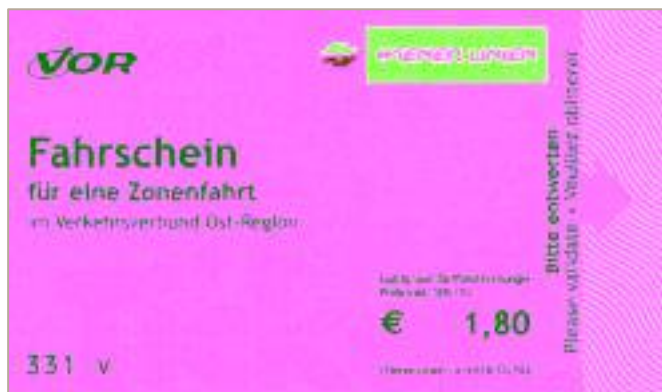 VOR
WIENER LINIEN
Fahrschein
für eine Zonenfahrt
im Verkehrsverbund Ost-Region
€ 1,80
331 v
Bitte entwerten
Please validate • Veuillez oblitérer